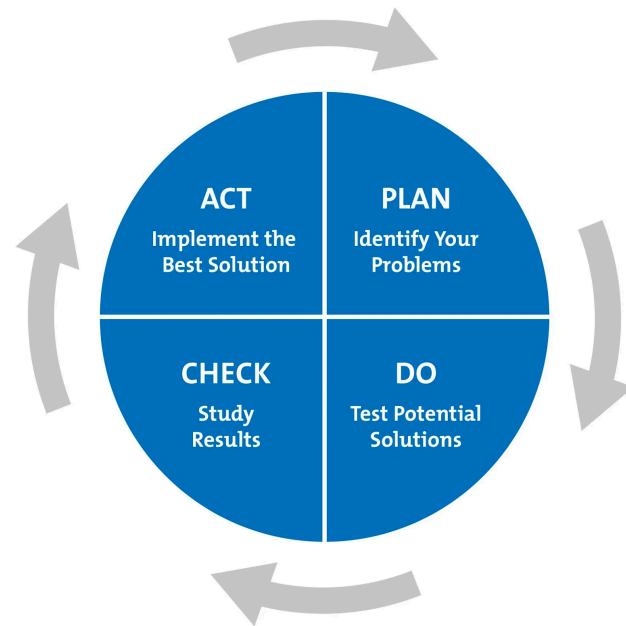 ACT
Implement the
Best Solution
PLAN
Identify Your
Problems
CHECK
Study
Results
DO
Test Potential
Solutions